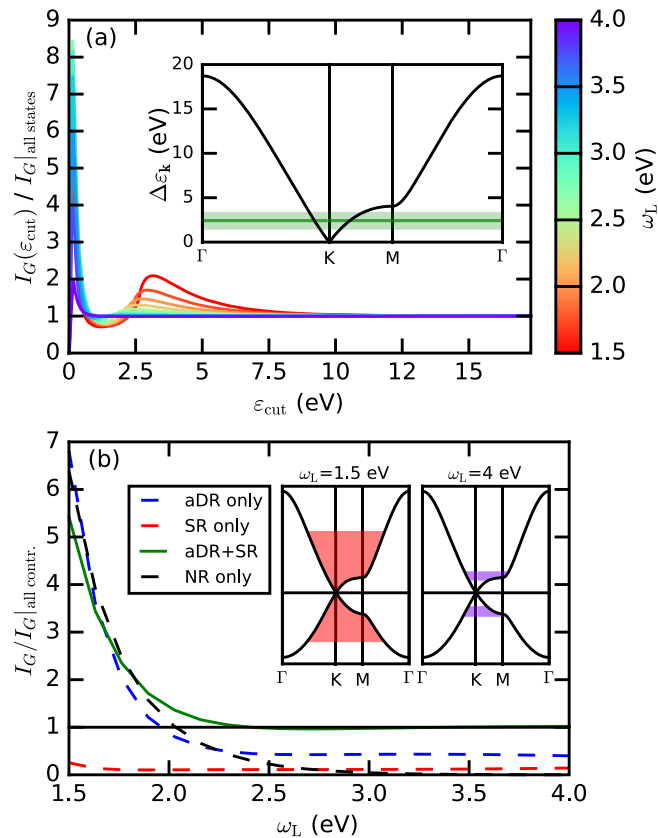 (a)
9
8
7
6
5
4
3
2
1
0
I_G(ε_cut) / I_G|all states
0 2.5 5 7.5 10 12.5 15
ε_cut (eV)
20
15
10
5
0
Δε_k (eV)
Γ K M Γ
4.0
3.5
3.0
2.5
2.0
1.5
ω_L (eV)
(b)
7
6
5
4
3
2
1
0
I_G/I_G|all contr.
aDR only
SR only
aDR+SR
NR only
ω_L=1.5 eV
Γ K M Γ
ω_L=4 eV
Γ K M Γ
1.5 2.0 2.5 3.0 3.5 4.0
ω_L (eV)